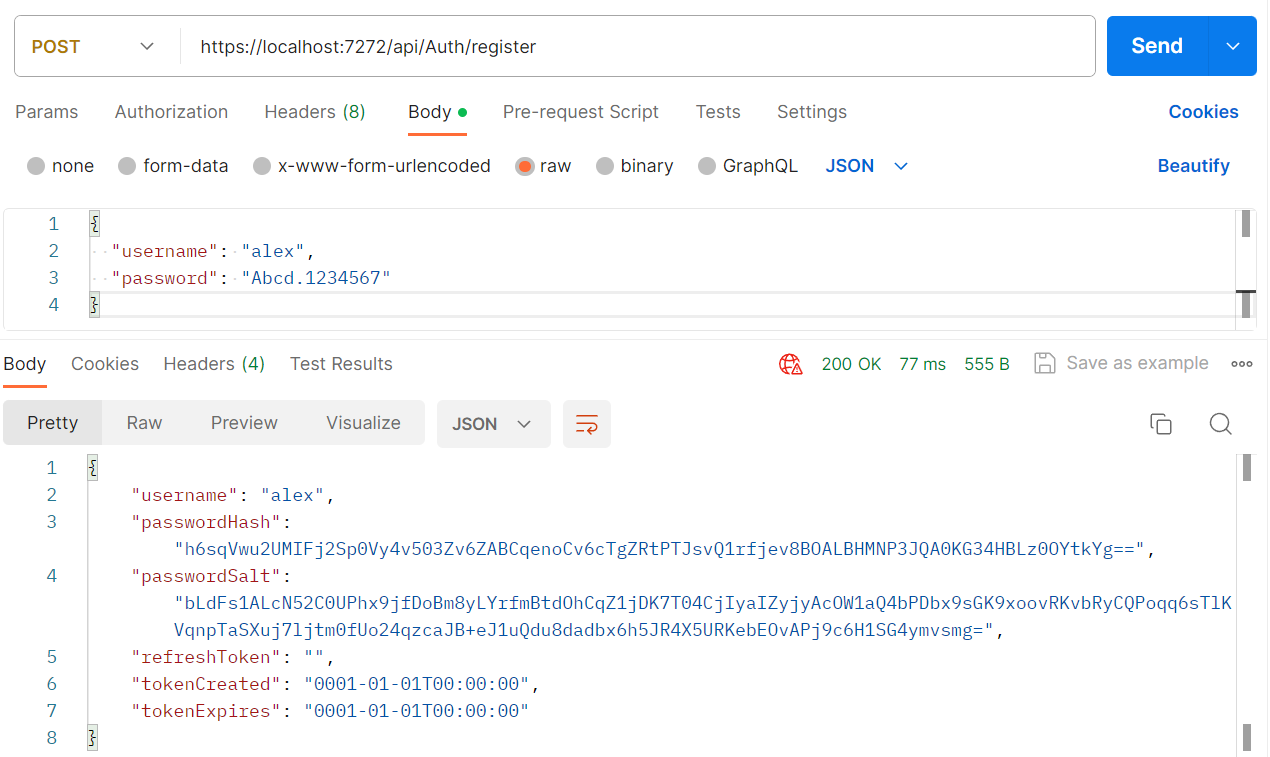 POST https://localhost:7272/api/Auth/register Send
Params Authorization Headers (8) Body Pre-request Script Tests Settings Cookies
none form-data x-www-form-urlencoded raw binary GraphQL JSON Beautify
1 {
2 "username": "alex",
3 "password": "Abcd.1234567"
4 }
Body Cookies Headers (4) Test Results 200 OK 77 ms 555 B Save as example
Pretty Raw Preview Visualize JSON
1 {
2 "username": "alex",
3 "passwordHash":
"h6sqVwu2UMIFj2Sp0Vy4v503Zv6ZABCqenoCv6cTgZRtPTJsvQ1rfjev8BOALBHMNP3JQA0KG34HBLz0OYtkYg==",
4 "passwordSalt":
"bLdFs1ALcN52C0UPhx9jfDoBm8yLYrfmBtdOhCqZ1jDK7T04CjIyaIZyjyAcOW1aQ4bPDbx9sGK9xoovRKvbRyCQPoqq6sTlK
VqnpTaSXuj7ljtm0fUo24qzcaJB+eJ1uQdu8dadbx6h5JR4X5URKebEOvAPj9c6H1SG4ymvsmg=",
5 "refreshToken": "",
6 "tokenCreated": "0001-01-01T00:00:00",
7 "tokenExpires": "0001-01-01T00:00:00"
8 }